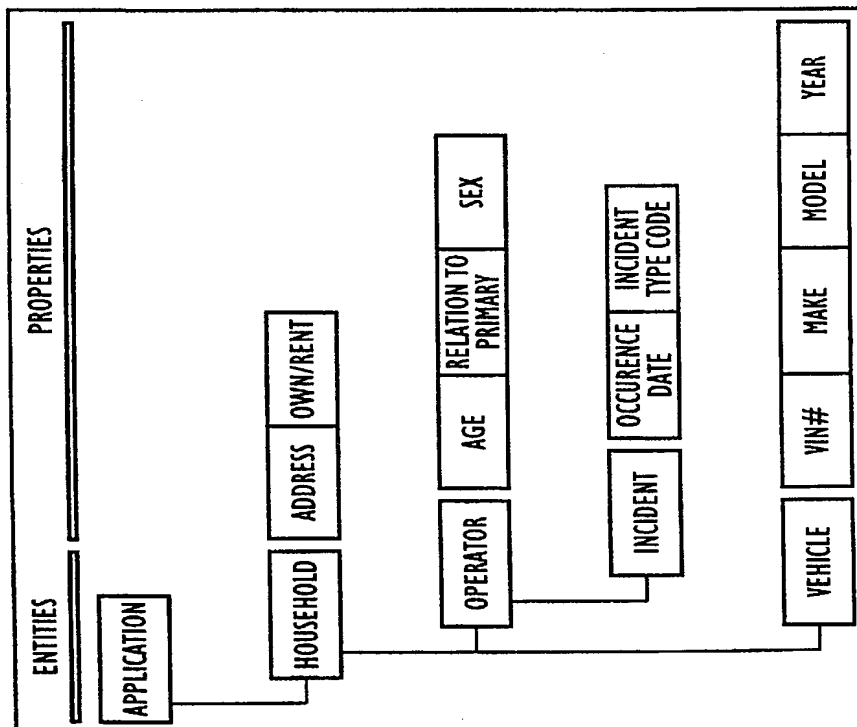 ENTITIES
PROPERTIES
APPLICATION
HOUSEHOLD
ADDRESS
OWN/RENT
OPERATOR
AGE
RELATION TO
PRIMARY
SEX
INCIDENT
OCCURENCE
DATE
INCIDENT
TYPE CODE
VEHICLE
VIN#
MAKE
MODEL
YEAR